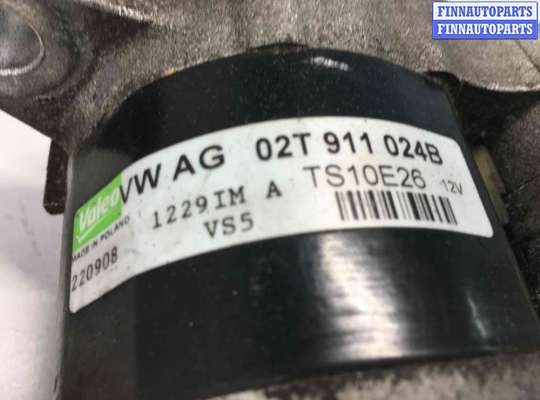 FINNAUTOPARTS
FINNAUTOPARTS
Valeo VW AG 02T 911 024B
MADE IN POLAND 1229IM A TS10E26 12V
220908 VS5